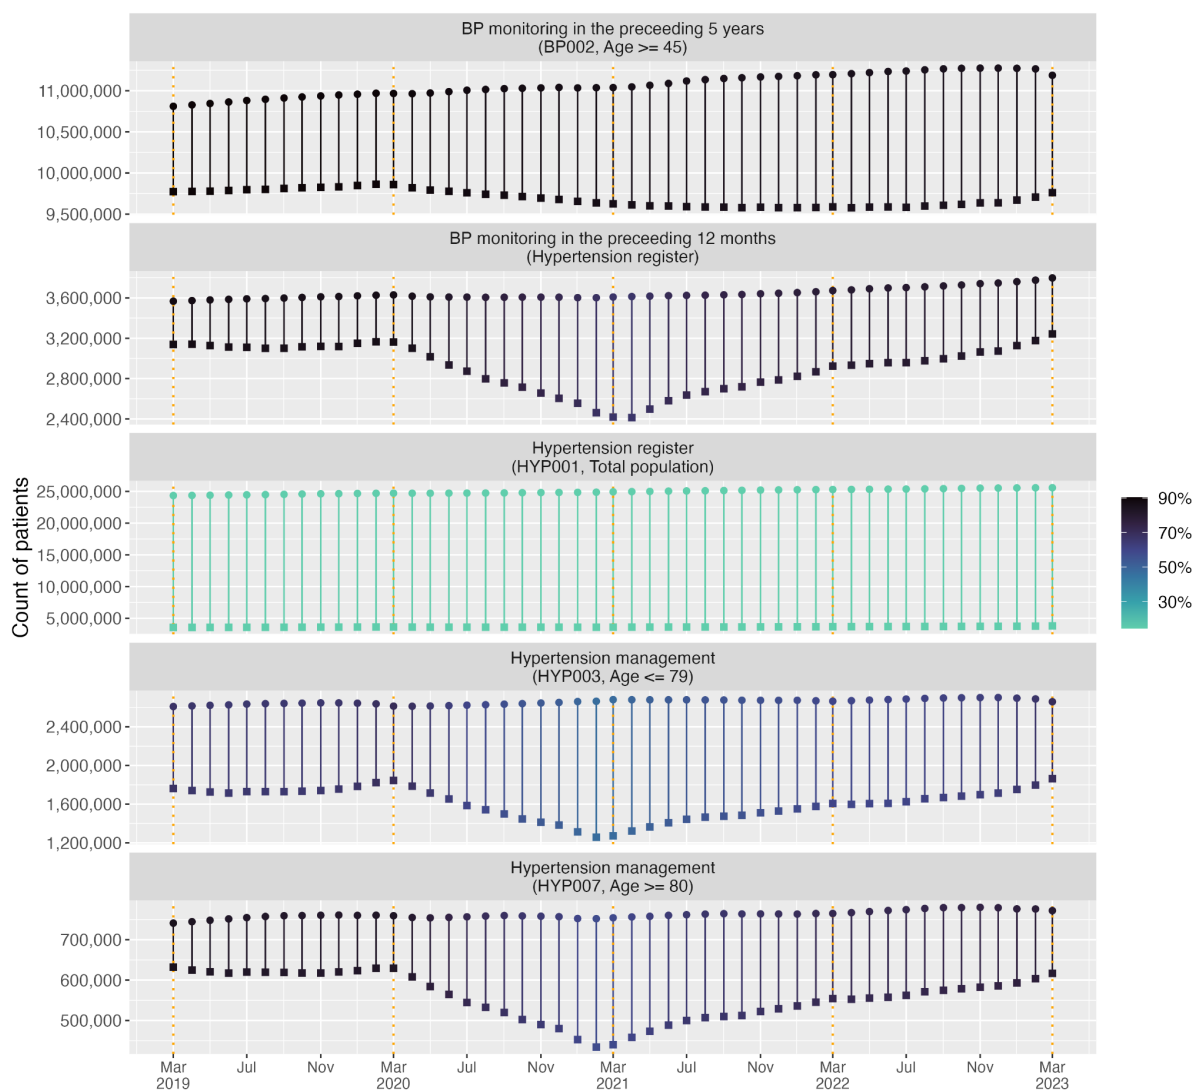 BP monitoring in the preceeding 5 years
(BP002, Age >= 45)
11,000,000
10,500,000
10,000,000
9,500,000
BP monitoring in the preceeding 12 months
(Hypertension register)
3,600,000
3,200,000
2,800,000
2,400,000
Hypertension register
(HYP001, Total population)
25,000,000
20,000,000
15,000,000
10,000,000
5,000,000
Count of patients
90%
70%
50%
30%
Hypertension management
(HYP003, Age <= 79)
2,400,000
2,000,000
1,600,000
1,200,000
Hypertension management
(HYP007, Age >= 80)
700,000
600,000
500,000
Mar Jul Nov Mar Jul Nov Mar Jul Nov Mar Jul Nov Mar
2019 2020 2021 2022 2023